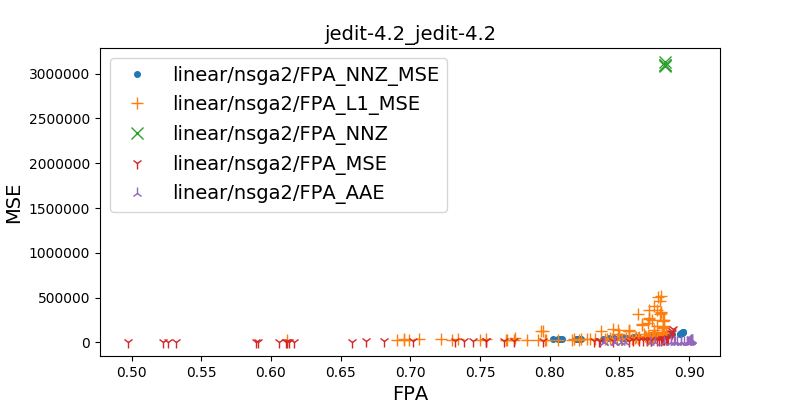 jedit-4.2_jedit-4.2
MSE
3000000
2500000
2000000
1500000
1000000
500000
0
linear/nsga2/FPA_NNZ_MSE
linear/nsga2/FPA_L1_MSE
linear/nsga2/FPA_NNZ
linear/nsga2/FPA_MSE
linear/nsga2/FPA_AAE
0.50 0.55 0.60 0.65 0.70 0.75 0.80 0.85 0.90
FPA